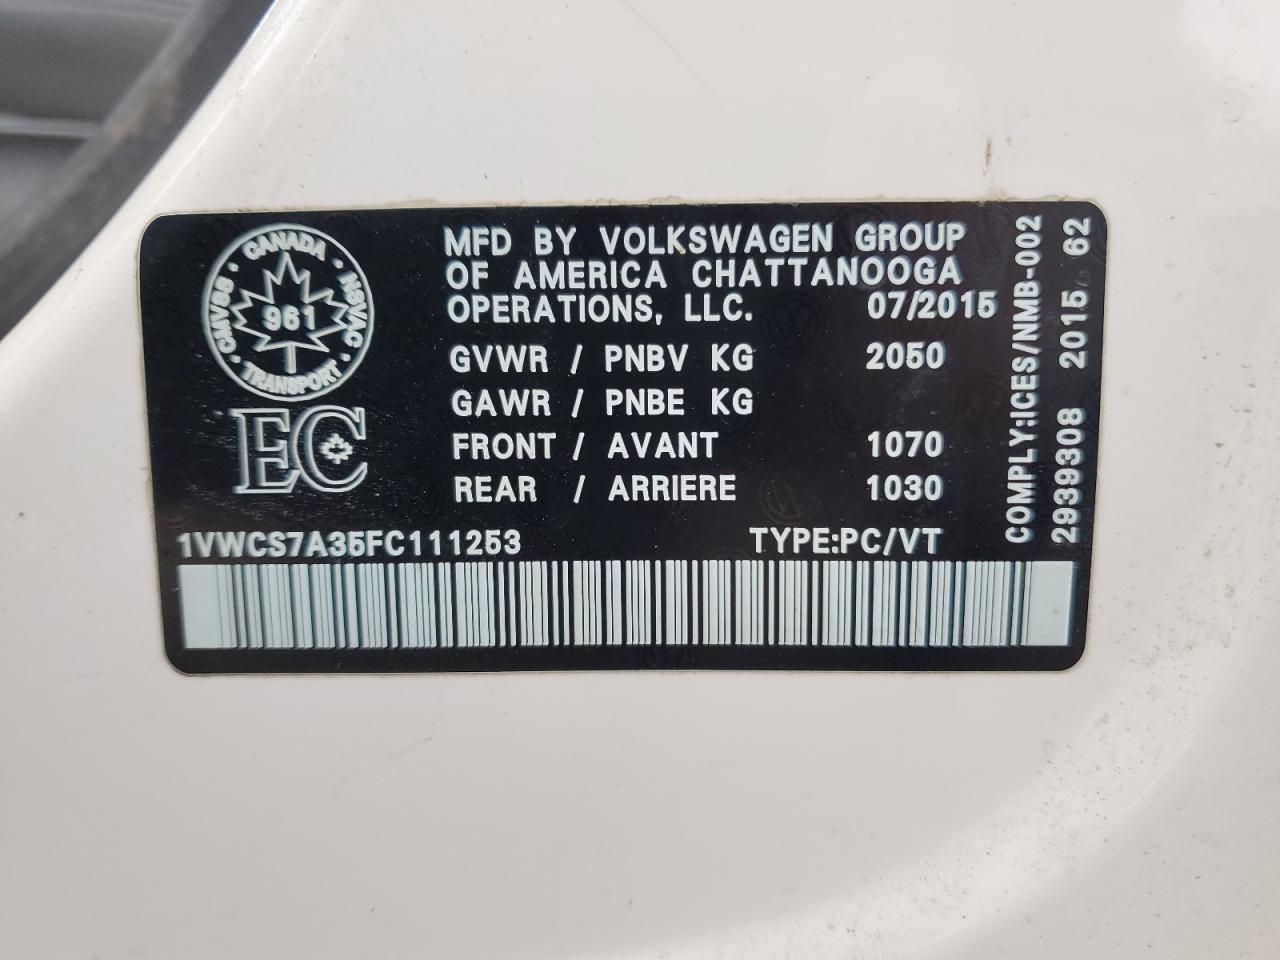 CANADA
CMVSS · NSVAC
961
TRANSPORT
EC
MFD BY VOLKSWAGEN GROUP
OF AMERICA CHATTANOOGA
OPERATIONS, LLC. 07/2015
GVWR / PNBV KG 2050
GAWR / PNBE KG
FRONT / AVANT 1070
REAR / ARRIERE 1030
1VWCS7A35FC111253 TYPE:PC/VT
COMPLY:ICES/NMB-002
2939308 2015 62